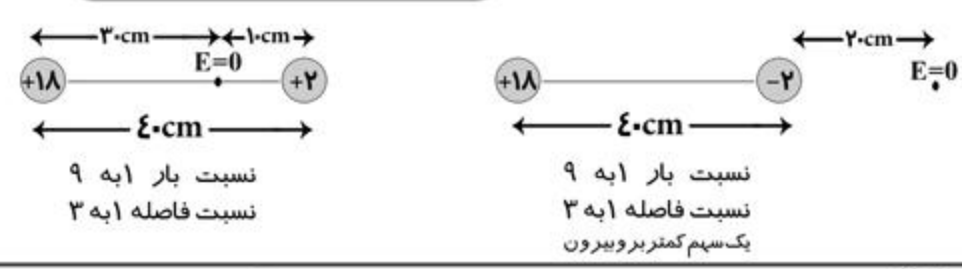 ۳۰cm ۱۰cm
E=0
+۱۸ +۲
۴۰cm
نسبت بار ۱به ۹
نسبت فاصله ۱به ۳
۲۰cm
E=0
+۱۸ -۲
۴۰cm
نسبت بار ۱به ۹
نسبت فاصله ۱به ۳
یک سهم کمتر برو بیرون